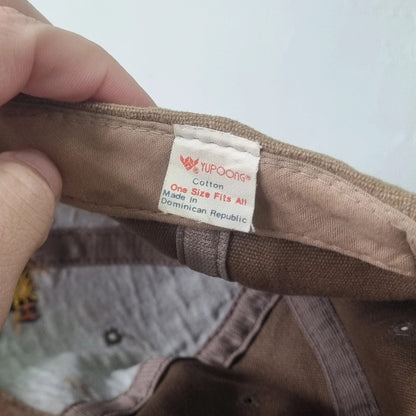 YUPOONG®
Cotton
One Size Fits All
Made in
Dominican Republic